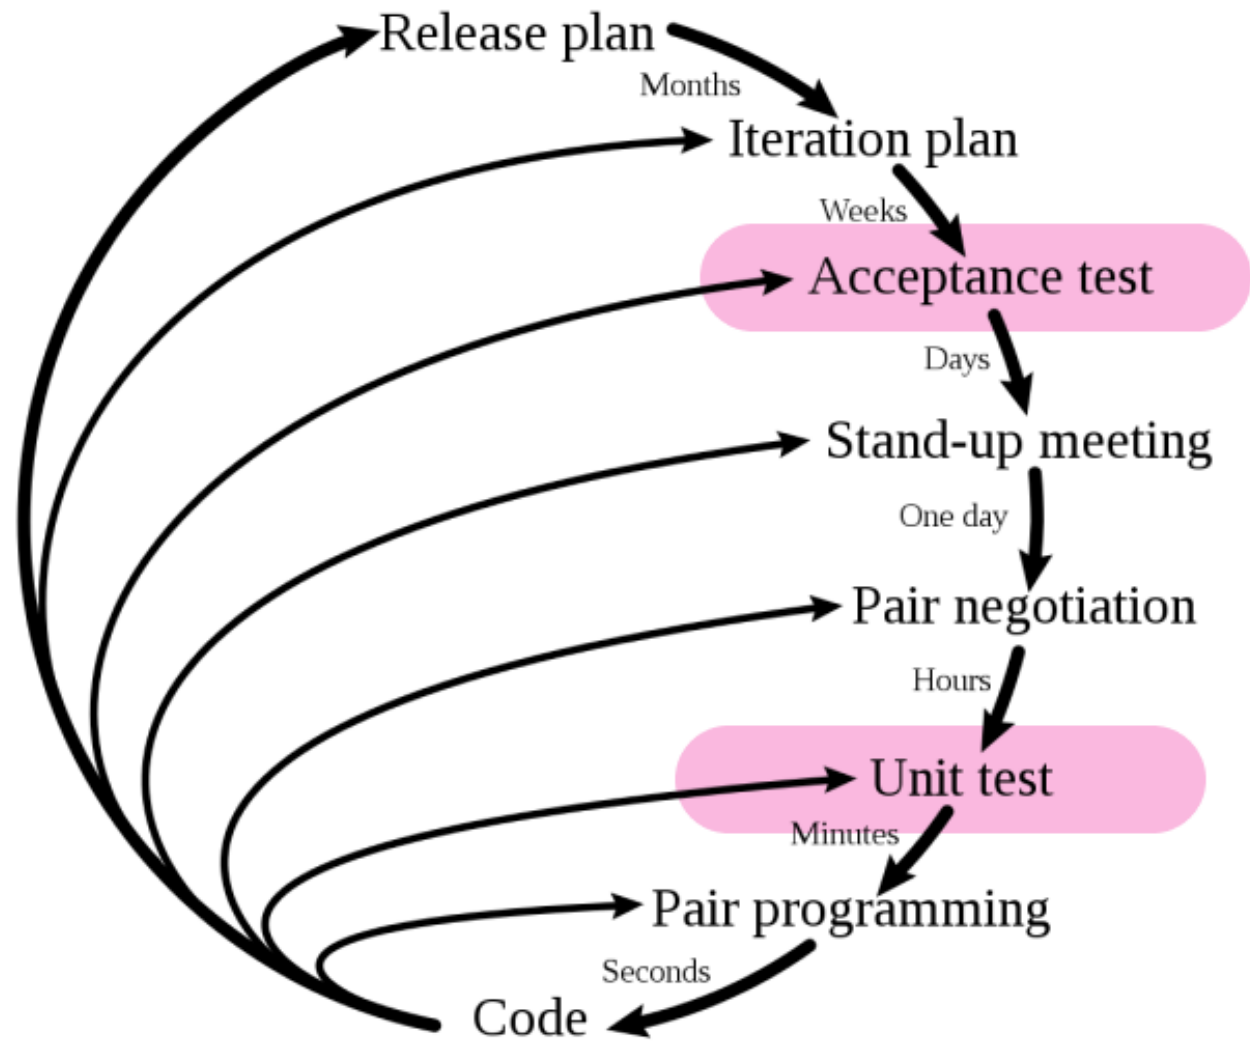 Release plan
Months
Iteration plan
Weeks
Acceptance test
Days
Stand-up meeting
One day
Pair negotiation
Hours
Unit test
Minutes
Pair programming
Seconds
Code